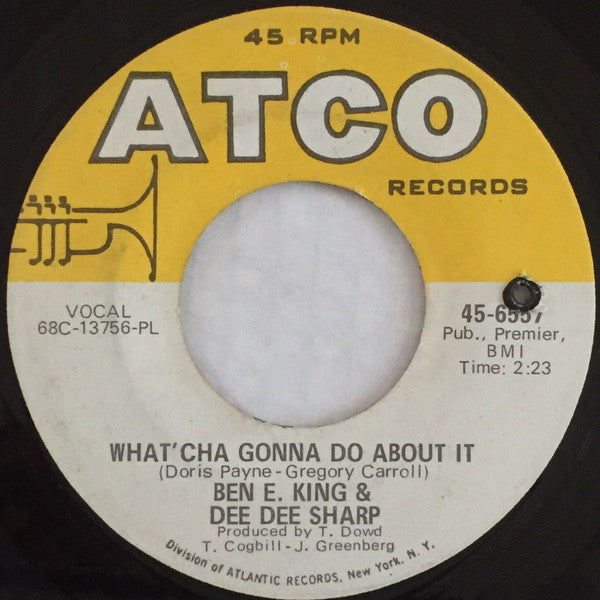 45 RPM
ATCO
RECORDS
VOCAL
68C-13756-PL
45-6557
Pub., Premier,
BMI
Time: 2:23
WHAT'CHA GONNA DO ABOUT IT
(Doris Payne-Gregory Carroll)
BEN E. KING &
DEE DEE SHARP
Produced by T. Dowd
T. Cogbill-J. Greenberg
Division of ATLANTIC RECORDS, New York, N. Y.